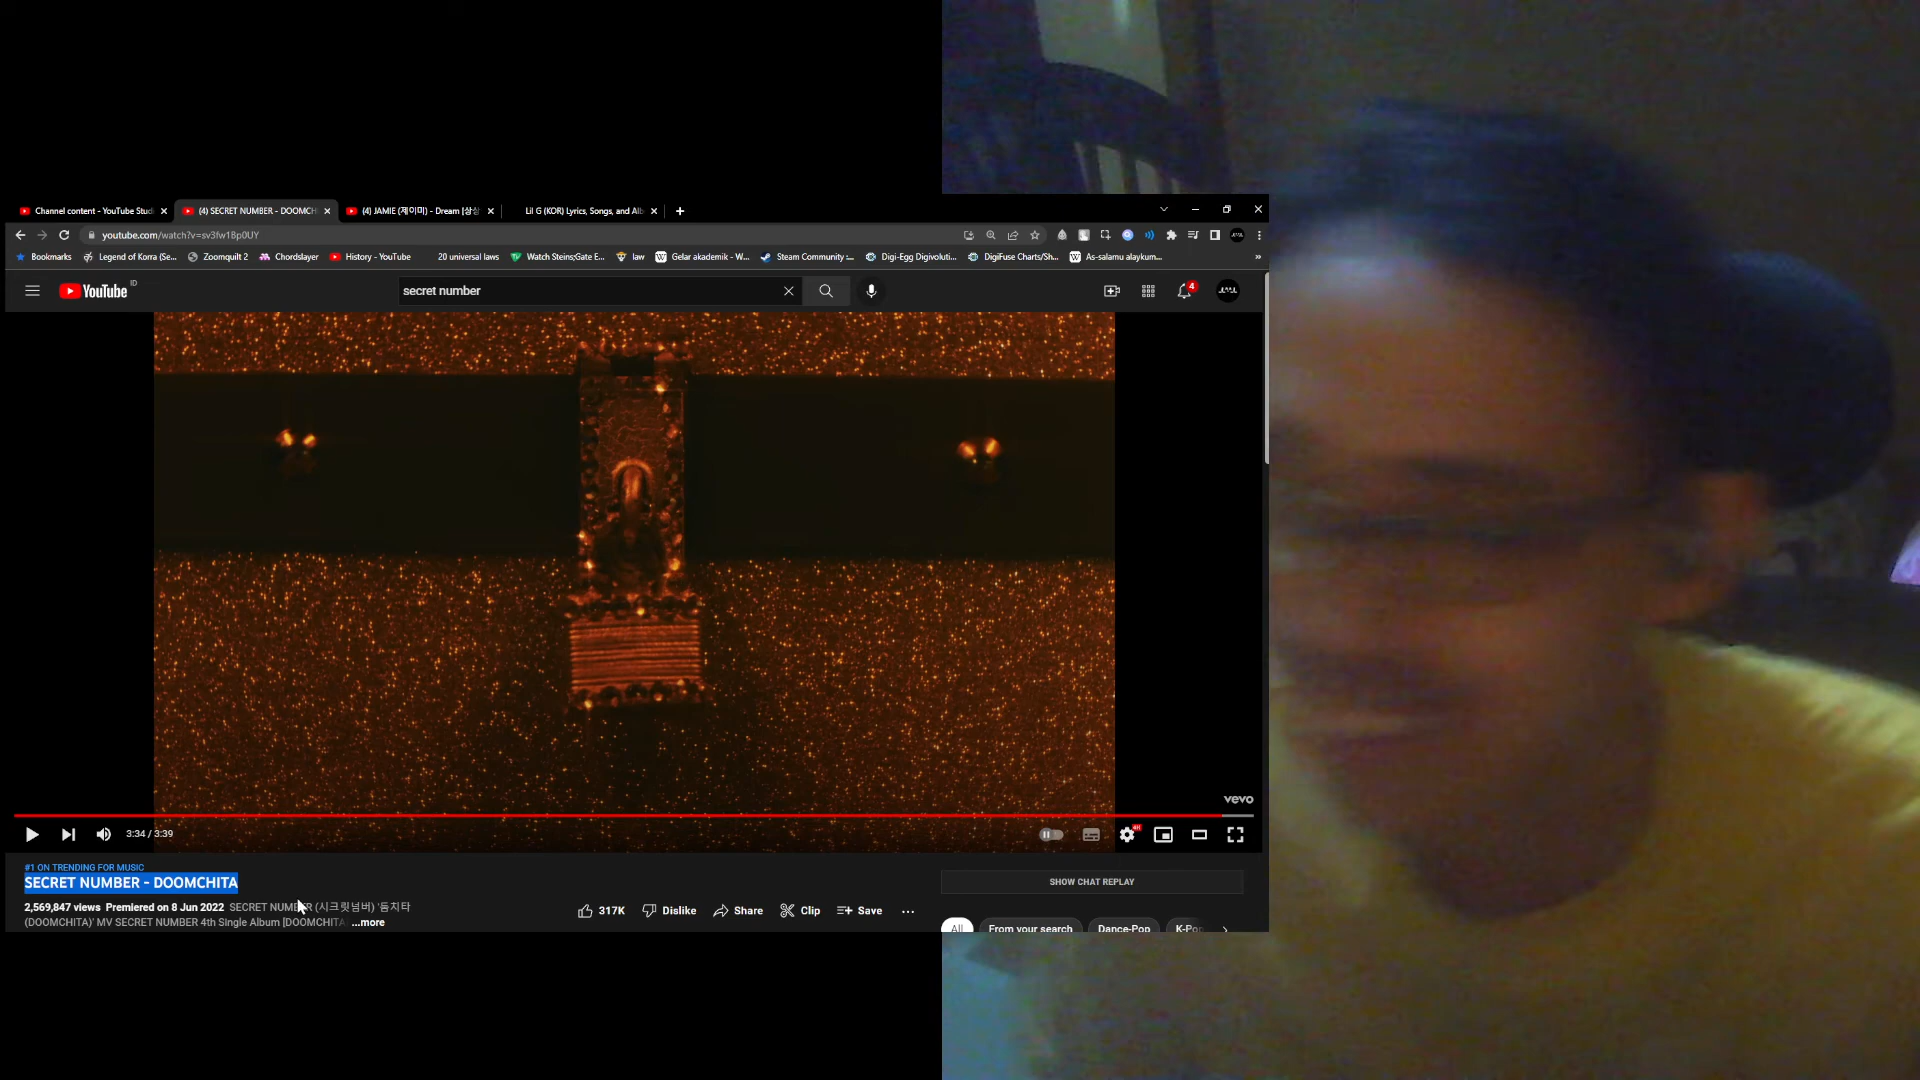 Channel content - YouTube Stud
(4) SECRET NUMBER - DOOMCH
(4) JAMIE (제이미) - Dream [상상
Lil G (KOR) Lyrics, Songs, and Alb
youtube.com/watch?v=sv3fw1Bp0UY
Bookmarks
Legend of Korra (Se...
Zoomquilt 2
Chordslayer
History - YouTube
20 universal laws
Watch Steins;Gate E...
law
Gelar akademik - W...
Steam Community :...
Digi-Egg Digivoluti...
DigiFuse Charts/Sh...
As-salamu alaykum...
»
YouTube ID
secret number
4
vevo
3:34 / 3:39
#1 ON TRENDING FOR MUSIC
SECRET NUMBER - DOOMCHITA
2,569,847 views Premiered on 8 Jun 2022 SECRET NUMBER (시크릿넘버) '둠치타
(DOOMCHITA)' MV SECRET NUMBER 4th Single Album [DOOMCHITA ...more
317K
Dislike
Share
Clip
Save
SHOW CHAT REPLAY
All
From your search
Dance-Pop
K-Pop